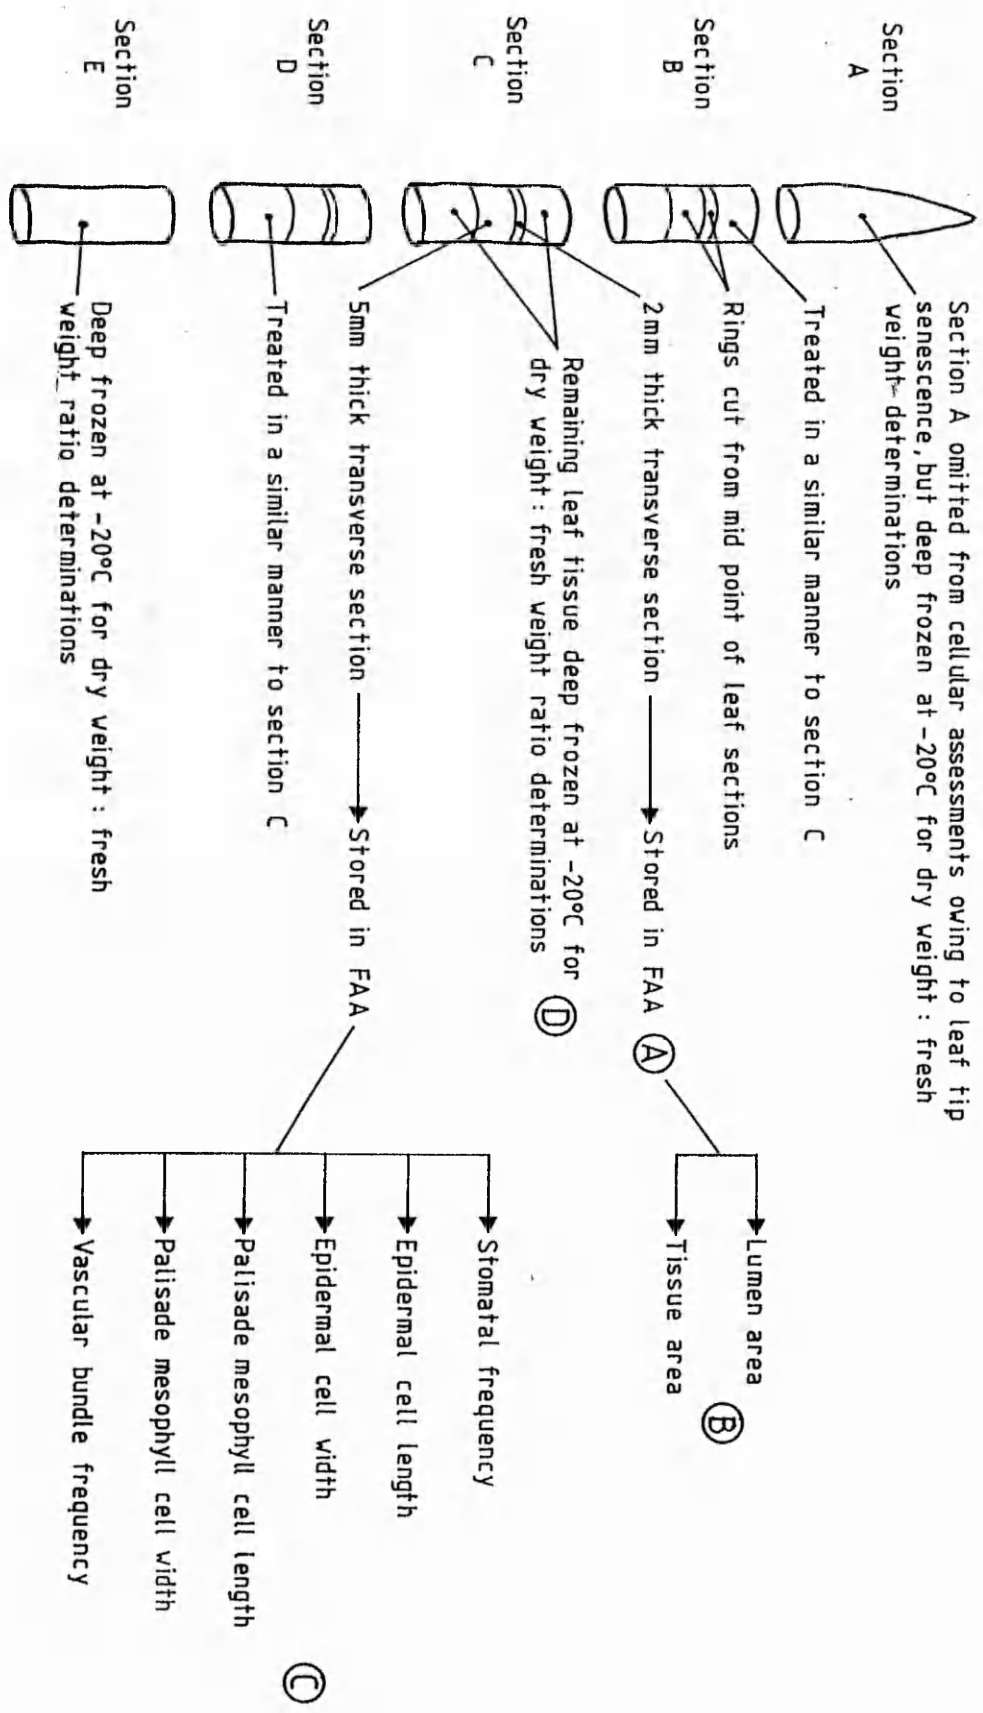 Section
A
Section A omitted from cellular assessments owing to leaf tip
senescence, but deep frozen at -20°C for dry weight : fresh
weight determinations
Section
B
Treated in a similar manner to section C
Rings cut from mid point of leaf sections
Section
C
2mm thick transverse section
Stored in FAA
A
Lumen area
Tissue area
B
Remaining leaf tissue deep frozen at -20°C for
dry weight : fresh weight ratio determinations
D
5mm thick transverse section
Stored in FAA
Stomatal frequency
Epidermal cell length
Epidermal cell width
Palisade mesophyll cell length
Palisade mesophyll cell width
Vascular bundle frequency
C
Section
D
Treated in a similar manner to section C
Section
E
Deep frozen at -20°C for dry weight : fresh
weight ratio determinations